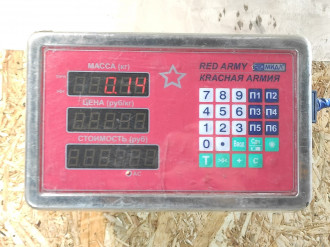 МАССА (кг)
0.14
ЦЕНА (руб/кг)
СТОИМОСТЬ (руб)
RED ARMY
КРАСНАЯ АРМИЯ
7 8 9 П1 П2
4 5 6 П3 П4
1 2 3 П5 П6
0
T + C